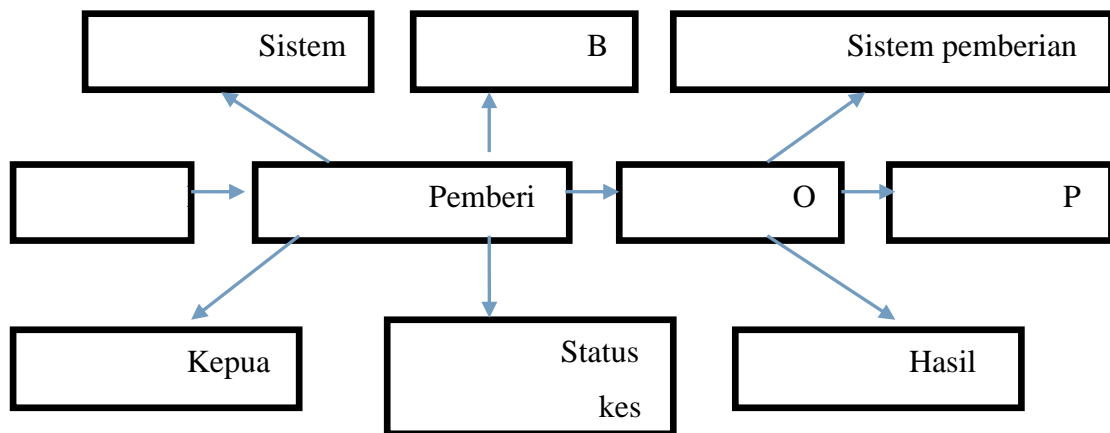 Sistem
B
Sistem pemberian
Pemberi
O
P
Kepua
Status
kes
Hasil